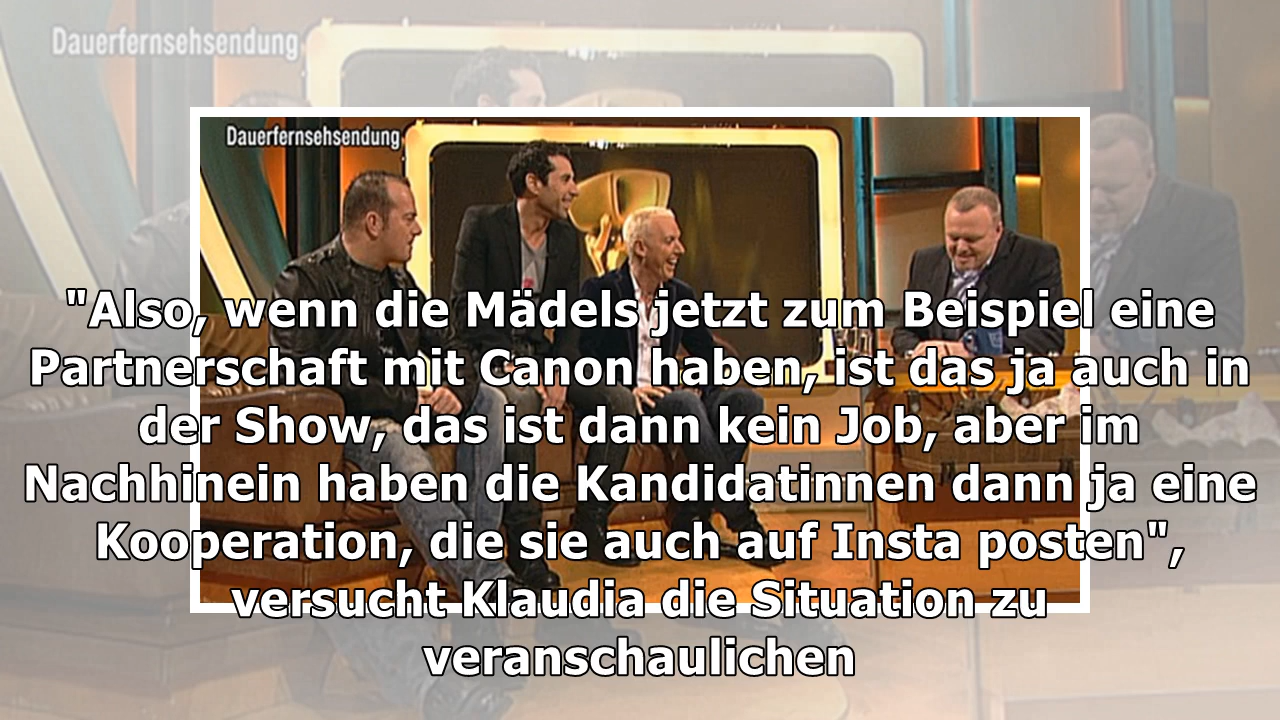 Dauerfernsehsendung
Dauerfernsehsendung
"Also, wenn die Mädels jetzt zum Beispiel eine
Partnerschaft mit Canon haben, ist das ja auch in
der Show, das ist dann kein Job, aber im
Nachhinein haben die Kandidatinnen dann ja eine
Kooperation, die sie auch auf Insta posten",
versucht Klaudia die Situation zu
veranschaulichen